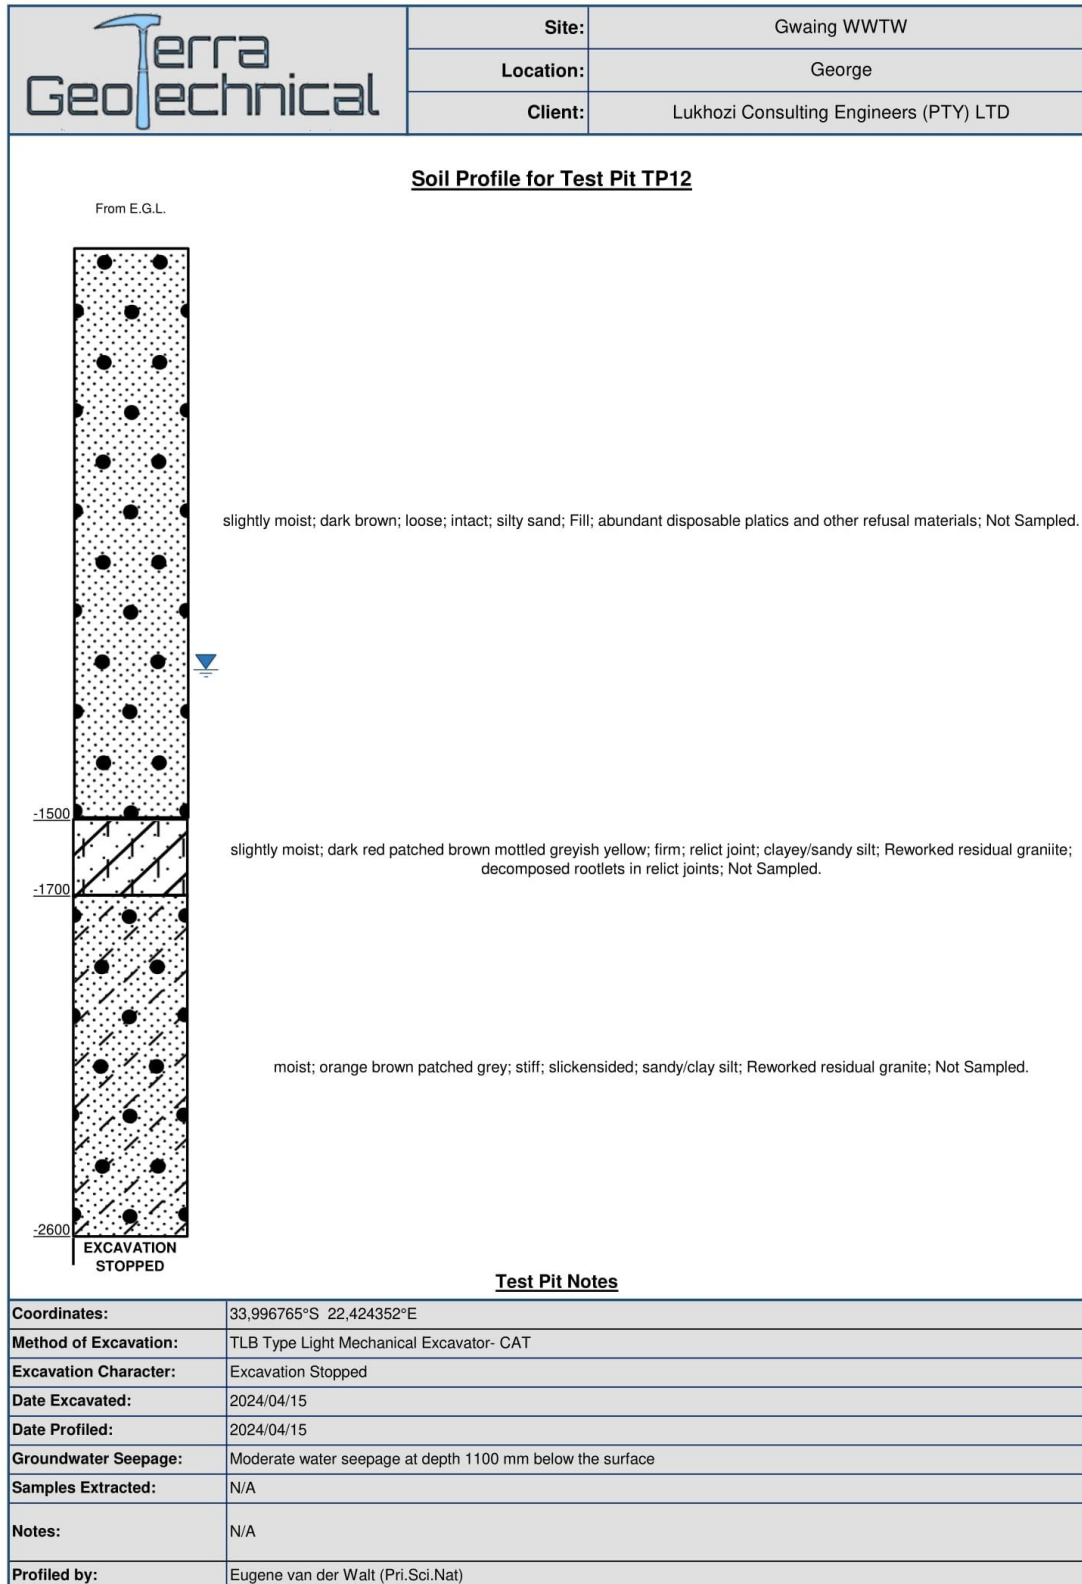 Terra
GeoTechnical
Site: Gwaing WWTW
Location: George
Client: Lukhozi Consulting Engineers (PTY) LTD
Soil Profile for Test Pit TP12
From E.G.L.
slightly moist; dark brown; loose; intact; silty sand; Fill; abundant disposable platics and other refusal materials; Not Sampled.
-1500
slightly moist; dark red patched brown mottled greyish yellow; firm; relict joint; clayey/sandy silt; Reworked residual graniite;
decomposed rootlets in relict joints; Not Sampled.
-1700
moist; orange brown patched grey; stiff; slickensided; sandy/clay silt; Reworked residual granite; Not Sampled.
-2600
EXCAVATION
STOPPED
Test Pit Notes
Coordinates: 33,996765°S 22,424352°E
Method of Excavation: TLB Type Light Mechanical Excavator- CAT
Excavation Character: Excavation Stopped
Date Excavated: 2024/04/15
Date Profiled: 2024/04/15
Groundwater Seepage: Moderate water seepage at depth 1100 mm below the surface
Samples Extracted: N/A
Notes: N/A
Profiled by: Eugene van der Walt (Pri.Sci.Nat)